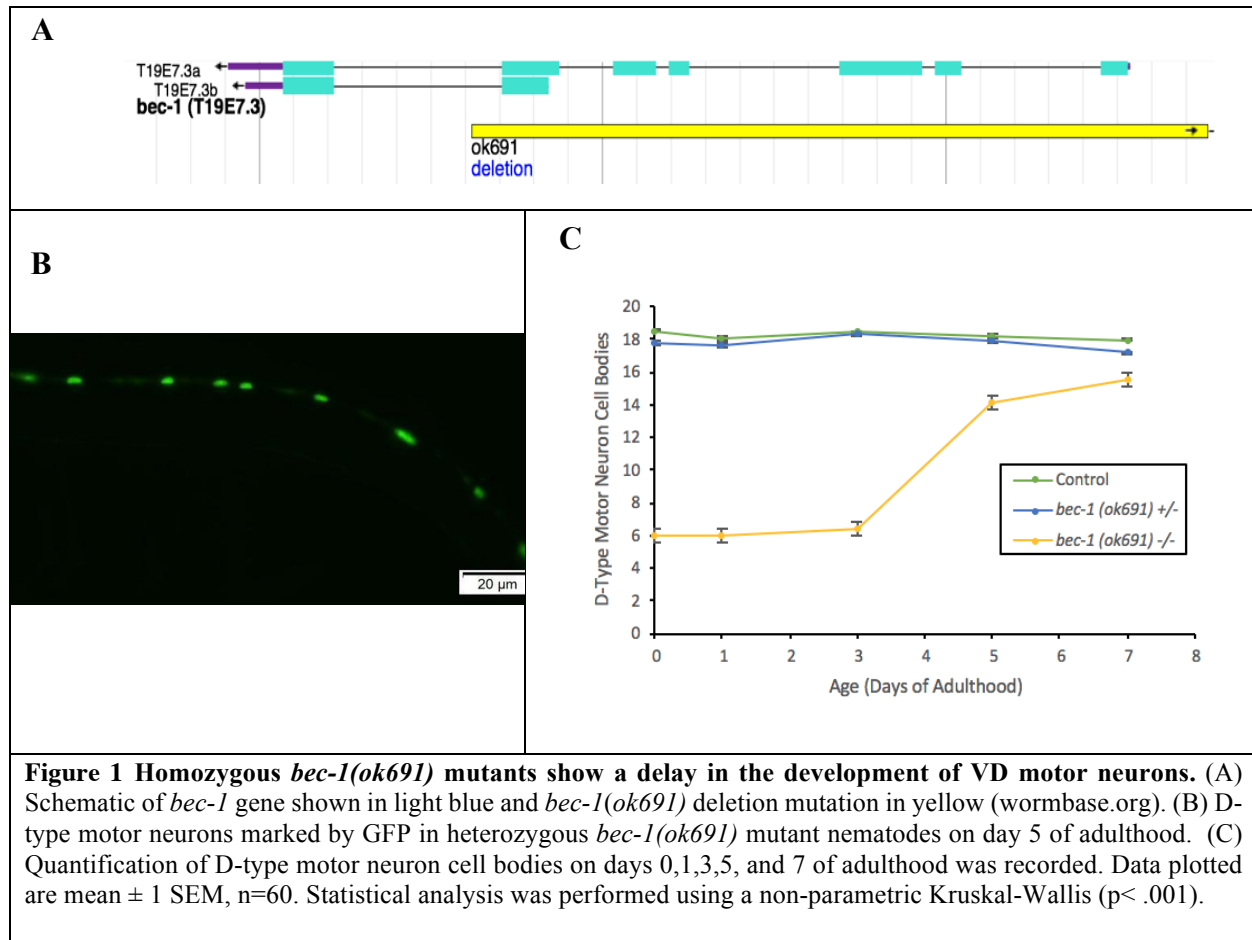 A
T19E7.3a
T19E7.3b
bec-1 (T19E7.3)
ok691
deletion
B
20 µm
C
20
18
16
14
12
10
8
6
4
2
0
D-Type Motor Neuron Cell Bodies
0 1 2 3 4 5 6 7 8
Age (Days of Adulthood)
Control
bec-1 (ok691) +/-
bec-1 (ok691) -/-
Figure 1 Homozygous bec-1(ok691) mutants show a delay in the development of VD motor neurons. (A)
Schematic of bec-1 gene shown in light blue and bec-1(ok691) deletion mutation in yellow (wormbase.org). (B) D-
type motor neurons marked by GFP in heterozygous bec-1(ok691) mutant nematodes on day 5 of adulthood. (C)
Quantification of D-type motor neuron cell bodies on days 0,1,3,5, and 7 of adulthood was recorded. Data plotted
are mean ± 1 SEM, n=60. Statistical analysis was performed using a non-parametric Kruskal-Wallis (p< .001).